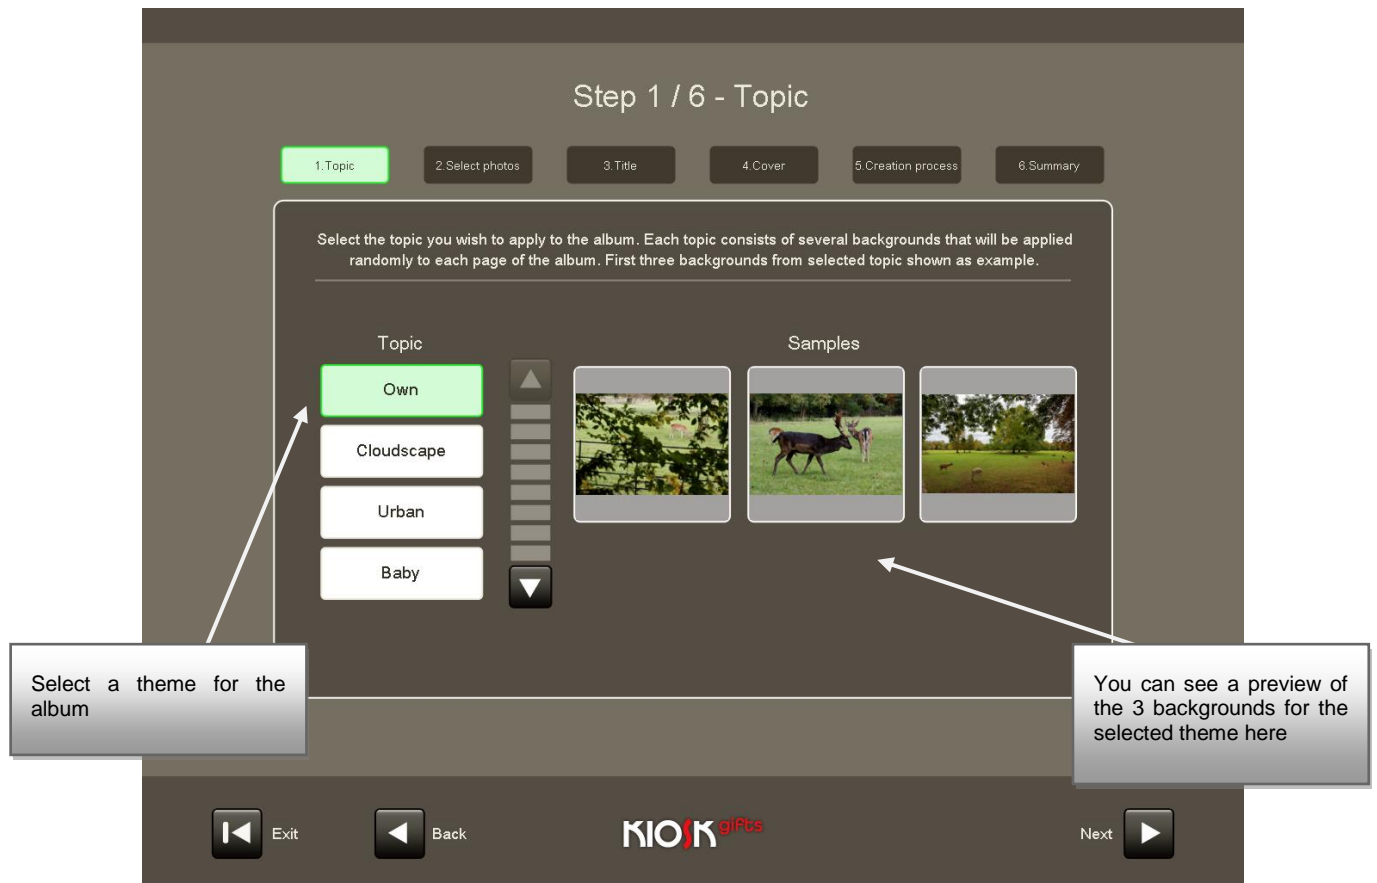 Step 1 / 6 - Topic
1.Topic
2.Select photos
3.Title
4.Cover
5.Creation process
6.Summary
Select the topic you wish to apply to the album. Each topic consists of several backgrounds that will be applied
randomly to each page of the album. First three backgrounds from selected topic shown as example.
Topic
Samples
Own
Cloudscape
Urban
Baby
Select a theme for the
album
You can see a preview of
the 3 backgrounds for the
selected theme here
Exit
Back
KIOSK gifts
Next